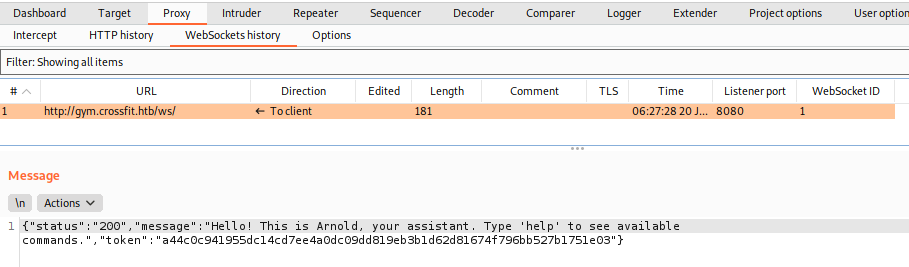 Dashboard Target Proxy Intruder Repeater Sequencer Decoder Comparer Logger Extender Project options User option
Intercept HTTP history WebSockets history Options
Filter: Showing all items
# URL Direction Edited Length Comment TLS Time Listener port WebSocket ID
1 http://gym.crossfit.htb/ws/ ← To client 181 06:27:28 20 J... 8080 1
Message
\n Actions
1 {"status":"200","message":"Hello! This is Arnold, your assistant. Type 'help' to see available
commands.","token":"a44c0c941955dc14cd7ee4a0dc09dd819eb3b1d62d81674f796bb527b1751e03"}